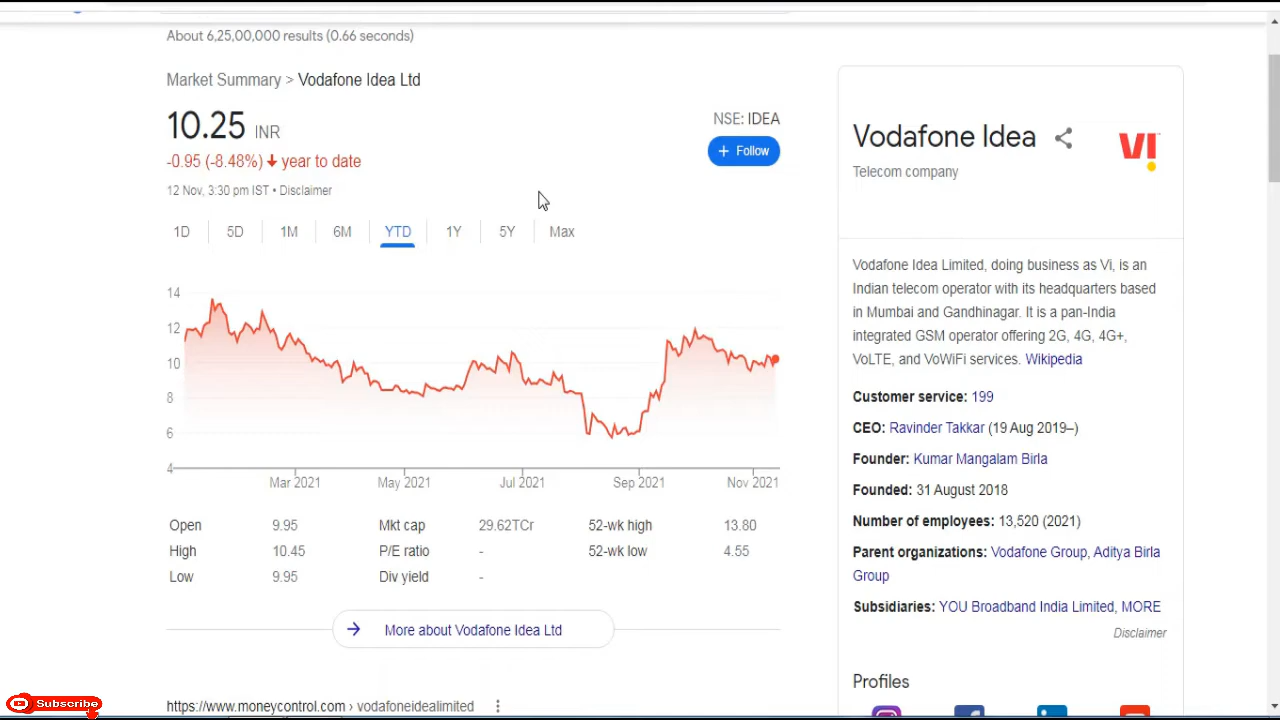 About 6,25,00,000 results (0.66 seconds)
Market Summary > Vodafone Idea Ltd
10.25 INR
NSE: IDEA
+ Follow
-0.95 (-8.48%) ↓ year to date
12 Nov, 3:30 pm IST • Disclaimer
1D 5D 1M 6M YTD 1Y 5Y Max
14
12
10
8
6
4
Mar 2021 May 2021 Jul 2021 Sep 2021 Nov 2021
Open 9.95 Mkt cap 29.62TCr 52-wk high 13.80
High 10.45 P/E ratio - 52-wk low 4.55
Low 9.95 Div yield -
→ More about Vodafone Idea Ltd
https://www.moneycontrol.com › vodafoneidealimited
Subscribe
Vodafone Idea
VI
Telecom company
Vodafone Idea Limited, doing business as Vi, is an
Indian telecom operator with its headquarters based
in Mumbai and Gandhinagar. It is a pan-India
integrated GSM operator offering 2G, 4G, 4G+,
VoLTE, and VoWiFi services. Wikipedia
Customer service: 199
CEO: Ravinder Takkar (19 Aug 2019–)
Founder: Kumar Mangalam Birla
Founded: 31 August 2018
Number of employees: 13,520 (2021)
Parent organizations: Vodafone Group, Aditya Birla
Group
Subsidiaries: YOU Broadband India Limited, MORE
Disclaimer
Profiles